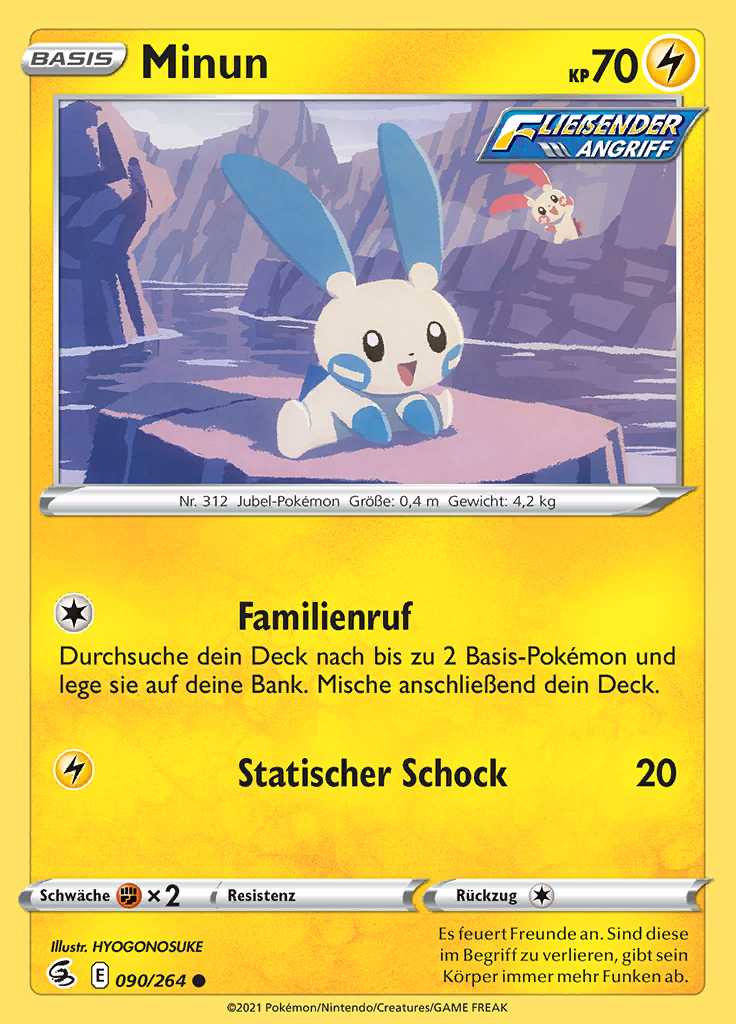 BASIS
Minun
KP70
FLIEẞENDER
ANGRIFF
Nr. 312 Jubel-Pokémon Größe: 0,4 m Gewicht: 4,2 kg
Familienruf
Durchsuche dein Deck nach bis zu 2 Basis-Pokémon und
lege sie auf deine Bank. Mische anschließend dein Deck.
Statischer Schock 20
Schwäche ×2 Resistenz Rückzug
Es feuert Freunde an. Sind diese
im Begriff zu verlieren, gibt sein
Körper immer mehr Funken ab.
Illustr. HYOGONOSUKE
E 090/264
©2021 Pokémon/Nintendo/Creatures/GAME FREAK